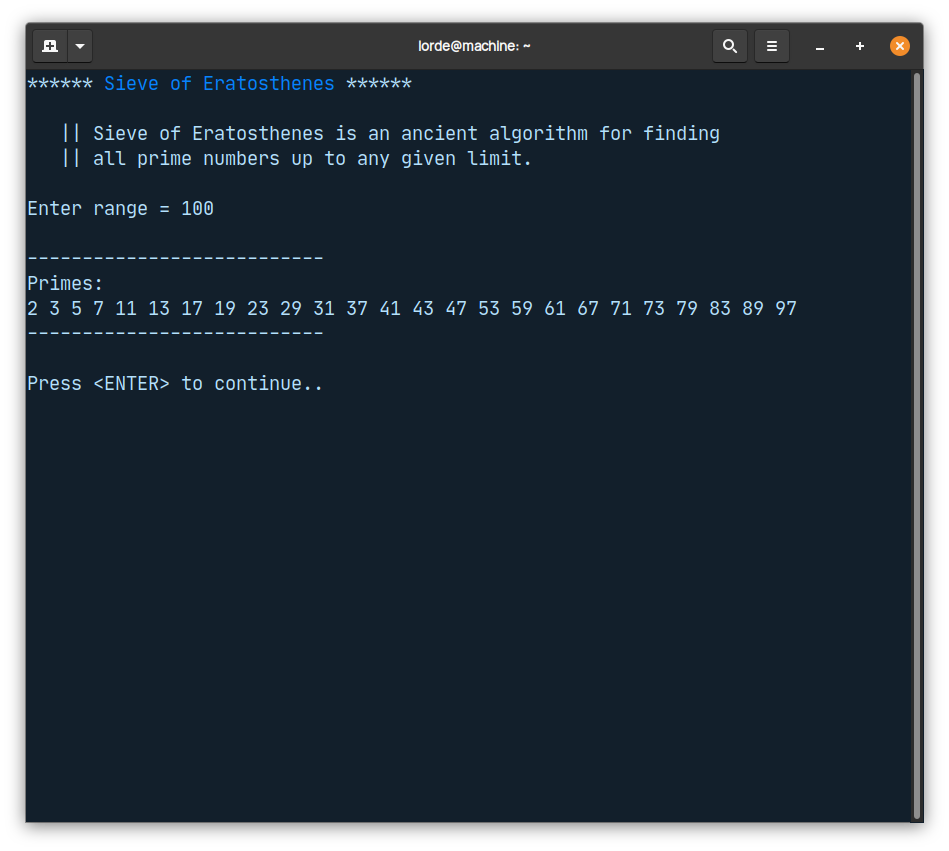 lorde@machine: ~
****** Sieve of Eratosthenes ******
|| Sieve of Eratosthenes is an ancient algorithm for finding
|| all prime numbers up to any given limit.
Enter range = 100
---------------------------
Primes:
2 3 5 7 11 13 17 19 23 29 31 37 41 43 47 53 59 61 67 71 73 79 83 89 97
---------------------------
Press <ENTER> to continue..